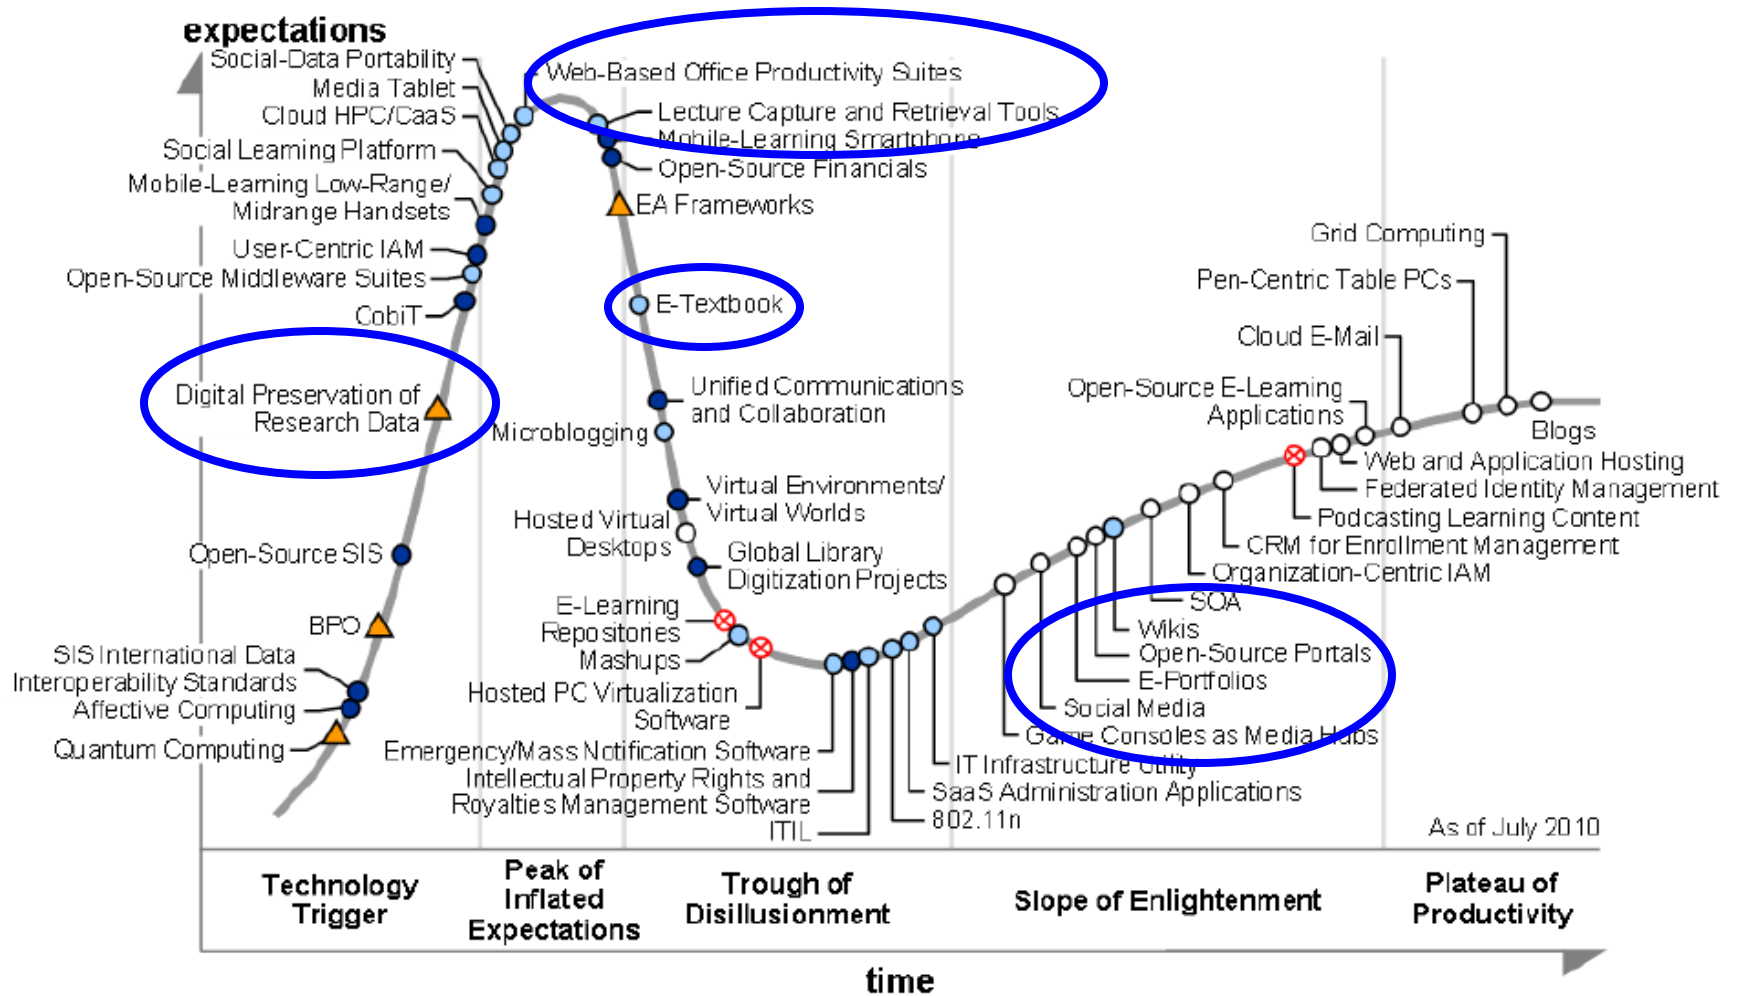 expectations
Social-Data Portability
Media Tablet
Cloud HPC/CaaS
Social Learning Platform
Mobile-Learning Low-Range/
Midrange Handsets
User-Centric IAM
Open-Source Middleware Suites
CobiT
Digital Preservation of
Research Data
Open-Source SIS
BPO
SIS International Data
Interoperability Standards
Affective Computing
Quantum Computing
Web-Based Office Productivity Suites
Lecture Capture and Retrieval Tools
Mobile-Learning Smartphone
Open-Source Financials
EA Frameworks
E-Textbook
Unified Communications
and Collaboration
Microblogging
Virtual Environments/
Virtual Worlds
Hosted Virtual
Desktops
Global Library
Digitization Projects
E-Learning
Repositories
Mashups
Hosted PC Virtualization
Software
Emergency/Mass Notification Software
Intellectual Property Rights and
Royalties Management Software
ITIL
802.11n
SaaS Administration Applications
IT Infrastructure Utility
Game Consoles as Media Hubs
Social Media
E-Portfolios
Open-Source Portals
Wikis
SOA
Organization-Centric IAM
CRM for Enrollment Management
Podcasting Learning Content
Federated Identity Management
Web and Application Hosting
Open-Source E-Learning
Applications
Cloud E-Mail
Pen-Centric Table PCs
Grid Computing
Blogs
As of July 2010
Technology
Trigger
Peak of
Inflated
Expectations
Trough of
Disillusionment
Slope of Enlightenment
Plateau of
Productivity
time